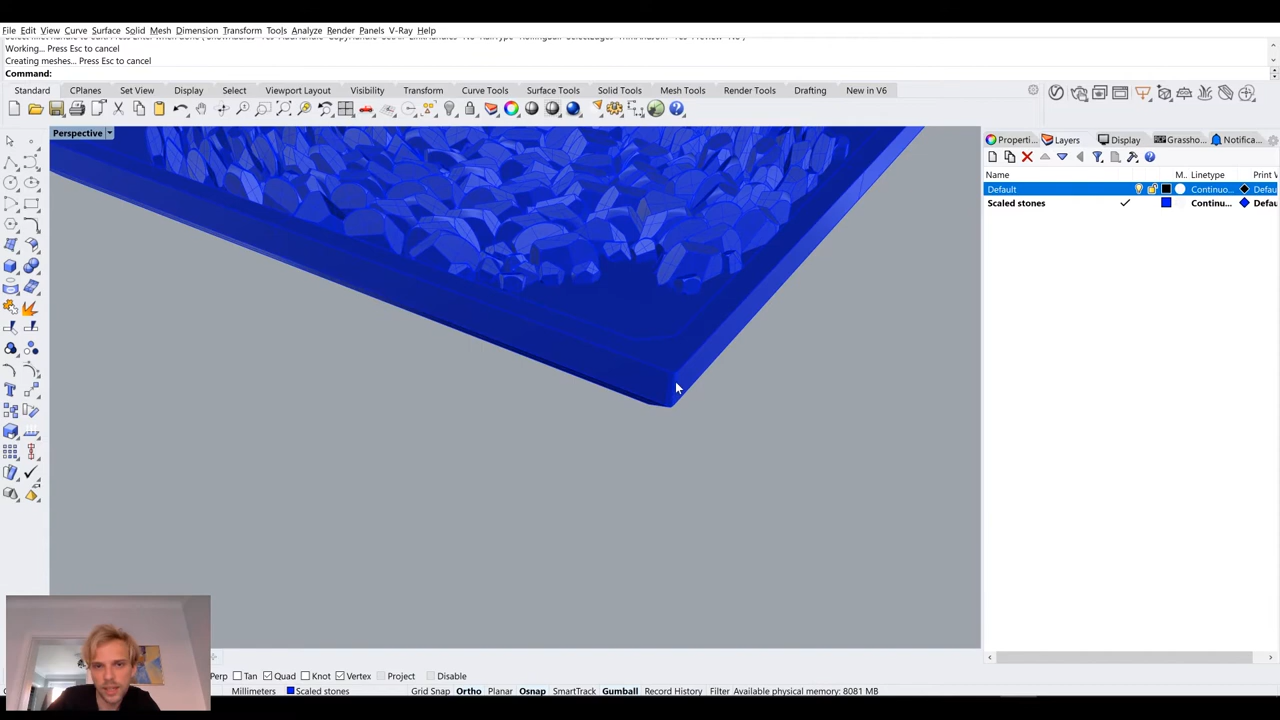 File Edit View Curve Surface Solid Mesh Dimension Transform Tools Analyze Render Panels V-Ray Help
Working... Press Esc to cancel
Creating meshes... Press Esc to cancel
Command:
Standard CPlanes Set View Display Select Viewport Layout Visibility Transform Curve Tools Surface Tools Solid Tools Mesh Tools Render Tools Drafting New in V6
Perspective
Properti... Layers Display Grassho... Notifica...
Name M... Linetype Print V
Default Continuo... Defau
Scaled stones Continu... Defau
Perp Tan Quad Knot Vertex Project Disable
Millimeters Scaled stones Grid Snap Ortho Planar Osnap SmartTrack Gumball Record History Filter Available physical memory: 8081 MB